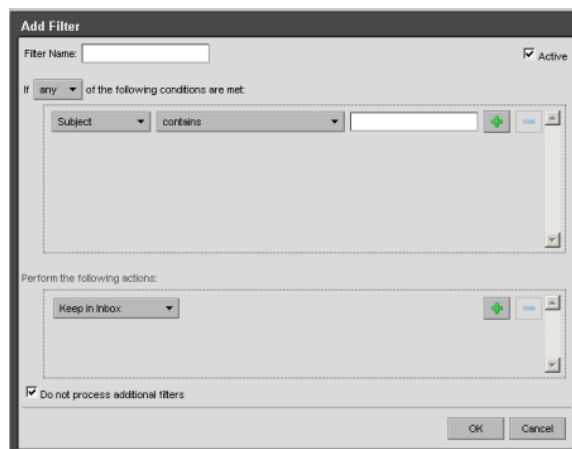 Add Filter
Filter Name:
Active
If any of the following conditions are met:
Subject contains
Perform the following actions:
Keep in Inbox
Do not process additional filters
OK Cancel